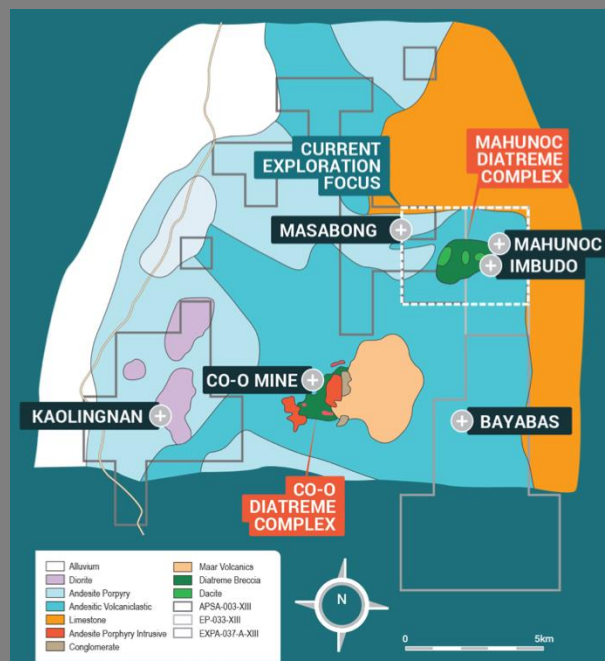 CURRENT
EXPLORATION
FOCUS
MAHUNOC
DIATREME
COMPLEX
MASABONG
MAHUNOC
IMBUDO
CO-O MINE
KAOLINGNAN
BAYABAS
CO-O
DIATREME
COMPLEX
Alluvium
Diorite
Andesite Porpyry
Andesitic Volcaniclastic
Limestone
Andesite Porphyry Intrusive
Conglomerate
Maar Volcanics
Diatreme Breccia
Dacite
APSA-003-XIII
EP-033-XIII
EXPA-037-A-XIII
N
0 5km